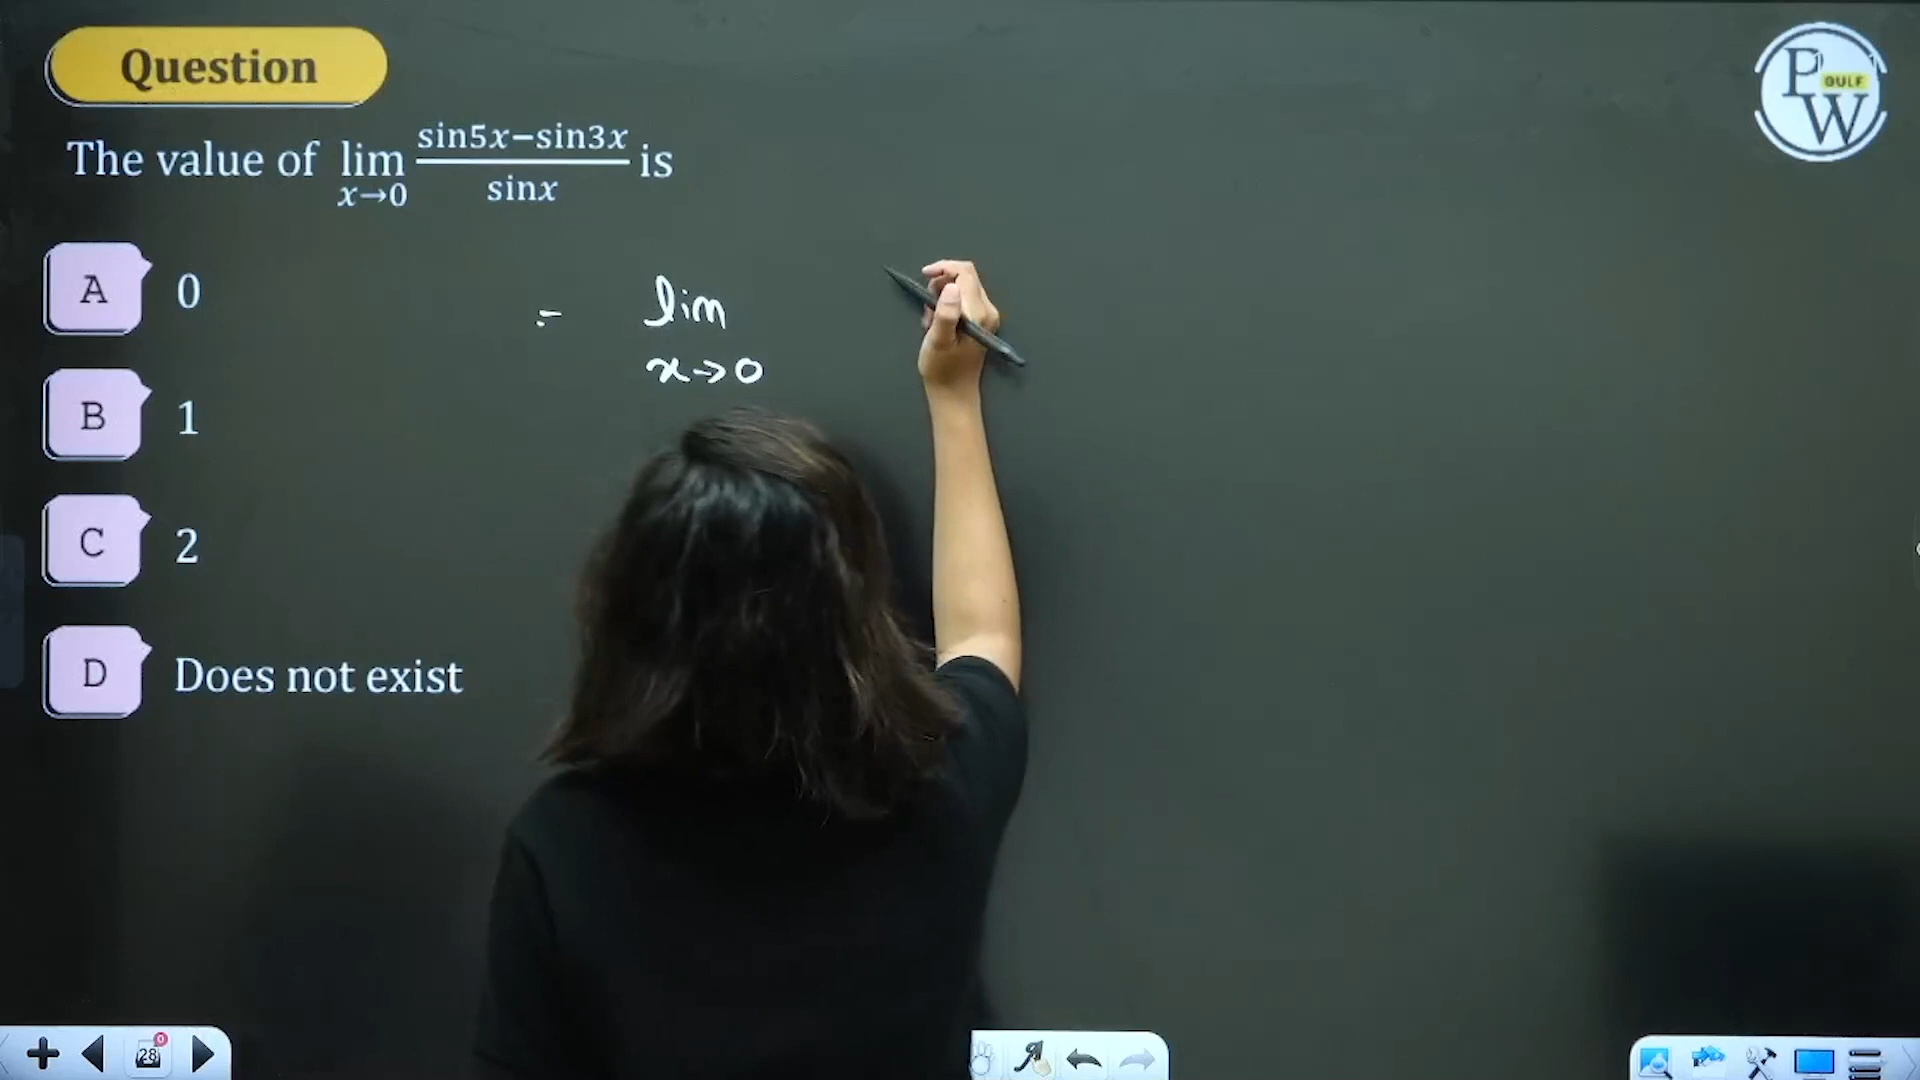 Question
The value of lim x→0 sin5x−sin3x / sinx is
A 0
B 1
C 2
D Does not exist
:- lim
x→0
PW GULF
28
0